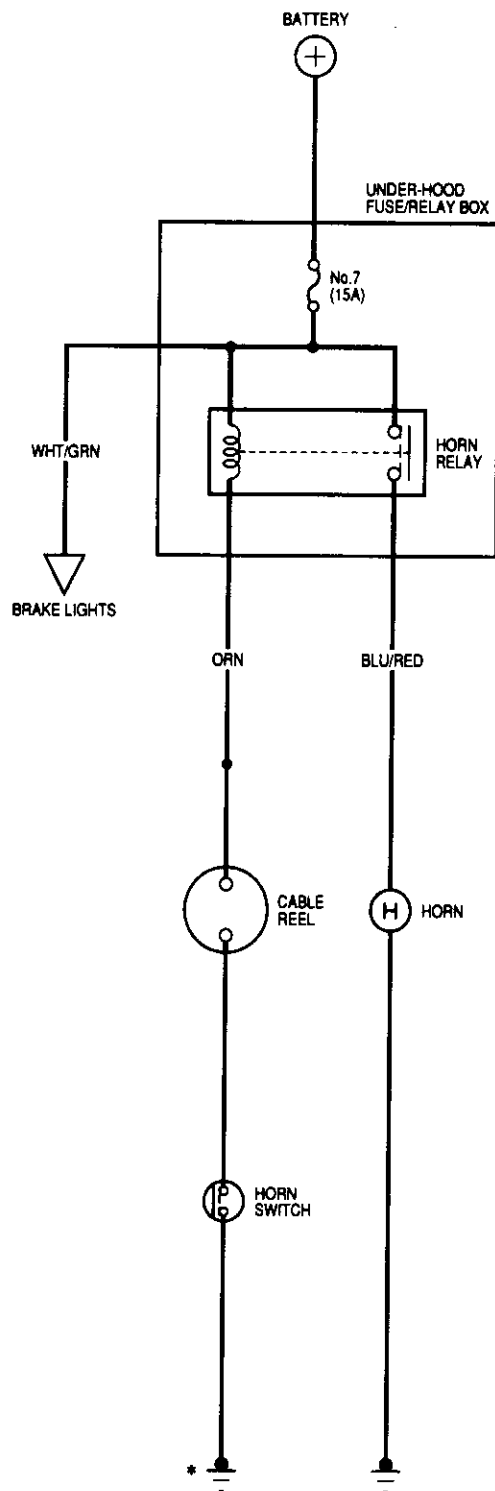 BATTERY
+
UNDER-HOOD
FUSE/RELAY BOX
No.7
(15A)
WHT/GRN
HORN
RELAY
BRAKE LIGHTS
ORN
BLU/RED
CABLE
REEL
H
HORN
HORN
SWITCH
*